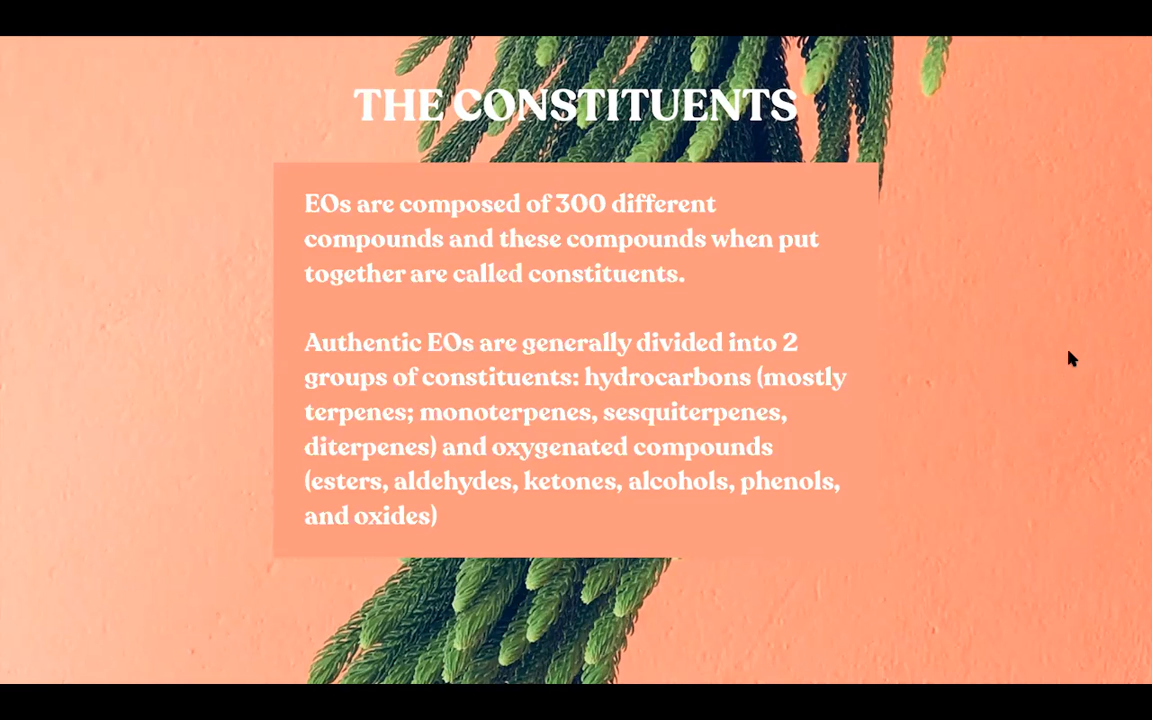 THE CONSTITUENTS
EOs are composed of 300 different
compounds and these compounds when put
together are called constituents.
Authentic EOs are generally divided into 2
groups of constituents: hydrocarbons (mostly
terpenes; monoterpenes, sesquiterpenes,
diterpenes) and oxygenated compounds
(esters, aldehydes, ketones, alcohols, phenols,
and oxides)